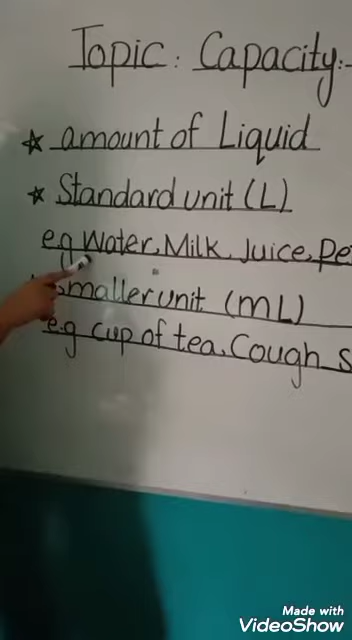 Topic : Capacity:-
* amount of Liquid
* Standard unit (L)
e.g Water, Milk, Juice,
Smaller unit (mL)
e.g cup of tea, Cough
Made with
VideoShow